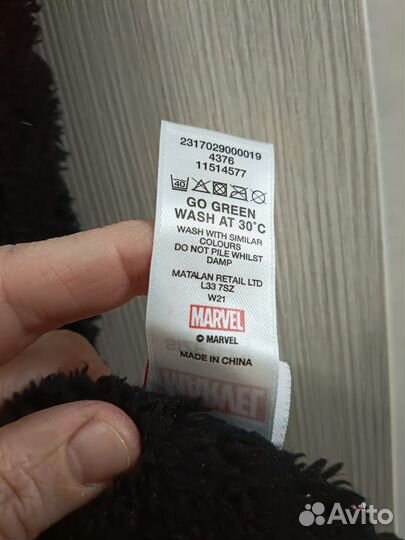 2317029000019
4376
11514577
40
GO GREEN
WASH AT 30°C
WASH WITH SIMILAR
COLOURS
DO NOT PILE WHILST
DAMP
MATALAN RETAIL LTD
L33 7SZ
W21
MARVEL
© MARVEL
MADE IN CHINA
MARVEL
Avito